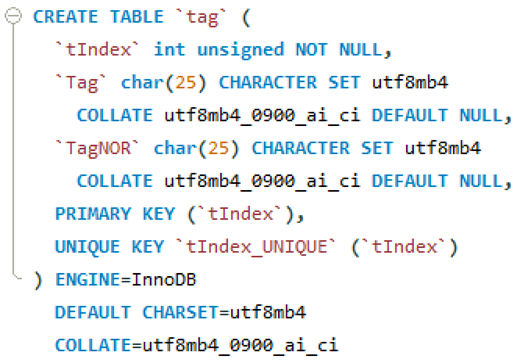 CREATE TABLE `tag` (
`tIndex` int unsigned NOT NULL,
`Tag` char(25) CHARACTER SET utf8mb4
COLLATE utf8mb4_0900_ai_ci DEFAULT NULL,
`TagNOR` char(25) CHARACTER SET utf8mb4
COLLATE utf8mb4_0900_ai_ci DEFAULT NULL,
PRIMARY KEY (`tIndex`),
UNIQUE KEY `tIndex_UNIQUE` (`tIndex`)
) ENGINE=InnoDB
DEFAULT CHARSET=utf8mb4
COLLATE=utf8mb4_0900_ai_ci